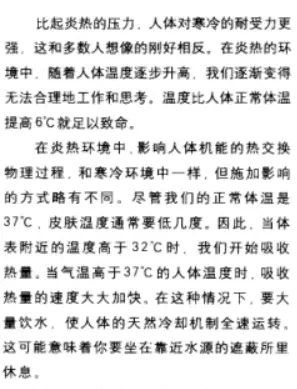 比起炎热的压力，人体对寒冷的耐受力更
强，这和多数人想像的刚好相反。在炎热的环
境中，随着人体温度逐步升高，我们逐渐变得
无法合理地工作和思考。温度比人体正常体温
提高6℃就足以致命。
在炎热环境中，影响人体机能的热交换
物理过程，和寒冷环境中一样，但施加影响
的方式略有不同。尽管我们的正常体温是
37℃，皮肤温度通常要低几度。因此，当体
表附近的温度高于32℃时，我们开始吸收
热量。当气温高于37℃的人体温度时，吸收
热量的速度大大加快。在这种情况下，要大
量饮水，使人体的天然冷却机制全速运转。
这可能意味着你要坐在靠近水源的遮蔽所里
休息。